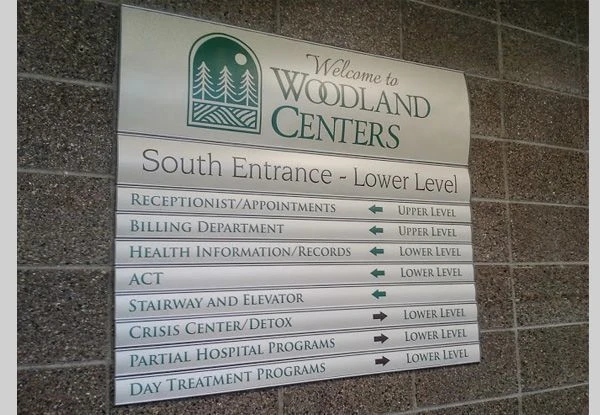 Welcome to
WOODLAND
CENTERS
South Entrance - Lower Level
RECEPTIONIST/APPOINTMENTS ← UPPER LEVEL
BILLING DEPARTMENT ← UPPER LEVEL
HEALTH INFORMATION/RECORDS ← LOWER LEVEL
ACT ← LOWER LEVEL
STAIRWAY AND ELEVATOR ←
CRISIS CENTER/DETOX → LOWER LEVEL
PARTIAL HOSPITAL PROGRAMS → LOWER LEVEL
DAY TREATMENT PROGRAMS → LOWER LEVEL